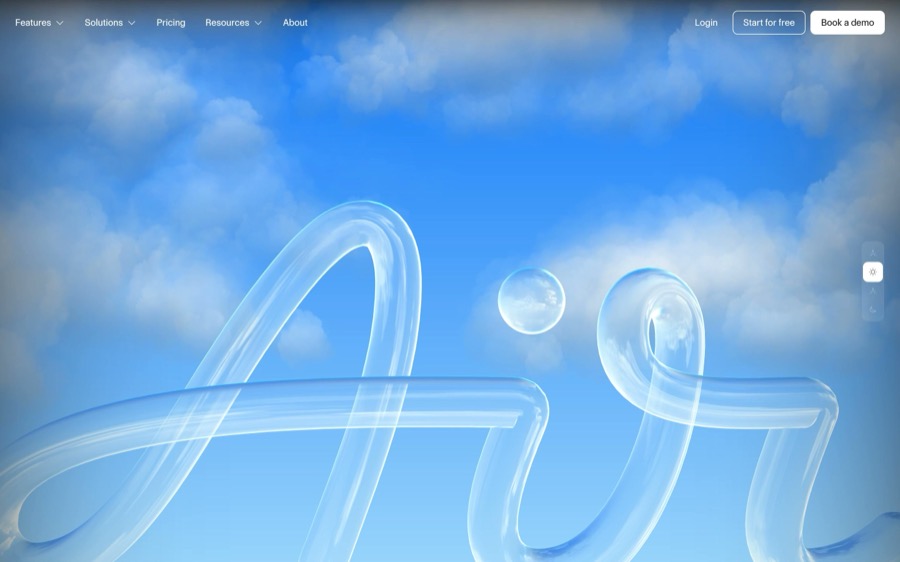 Features
Solutions
Pricing
Resources
About
Login
Start for free
Book a demo
Air